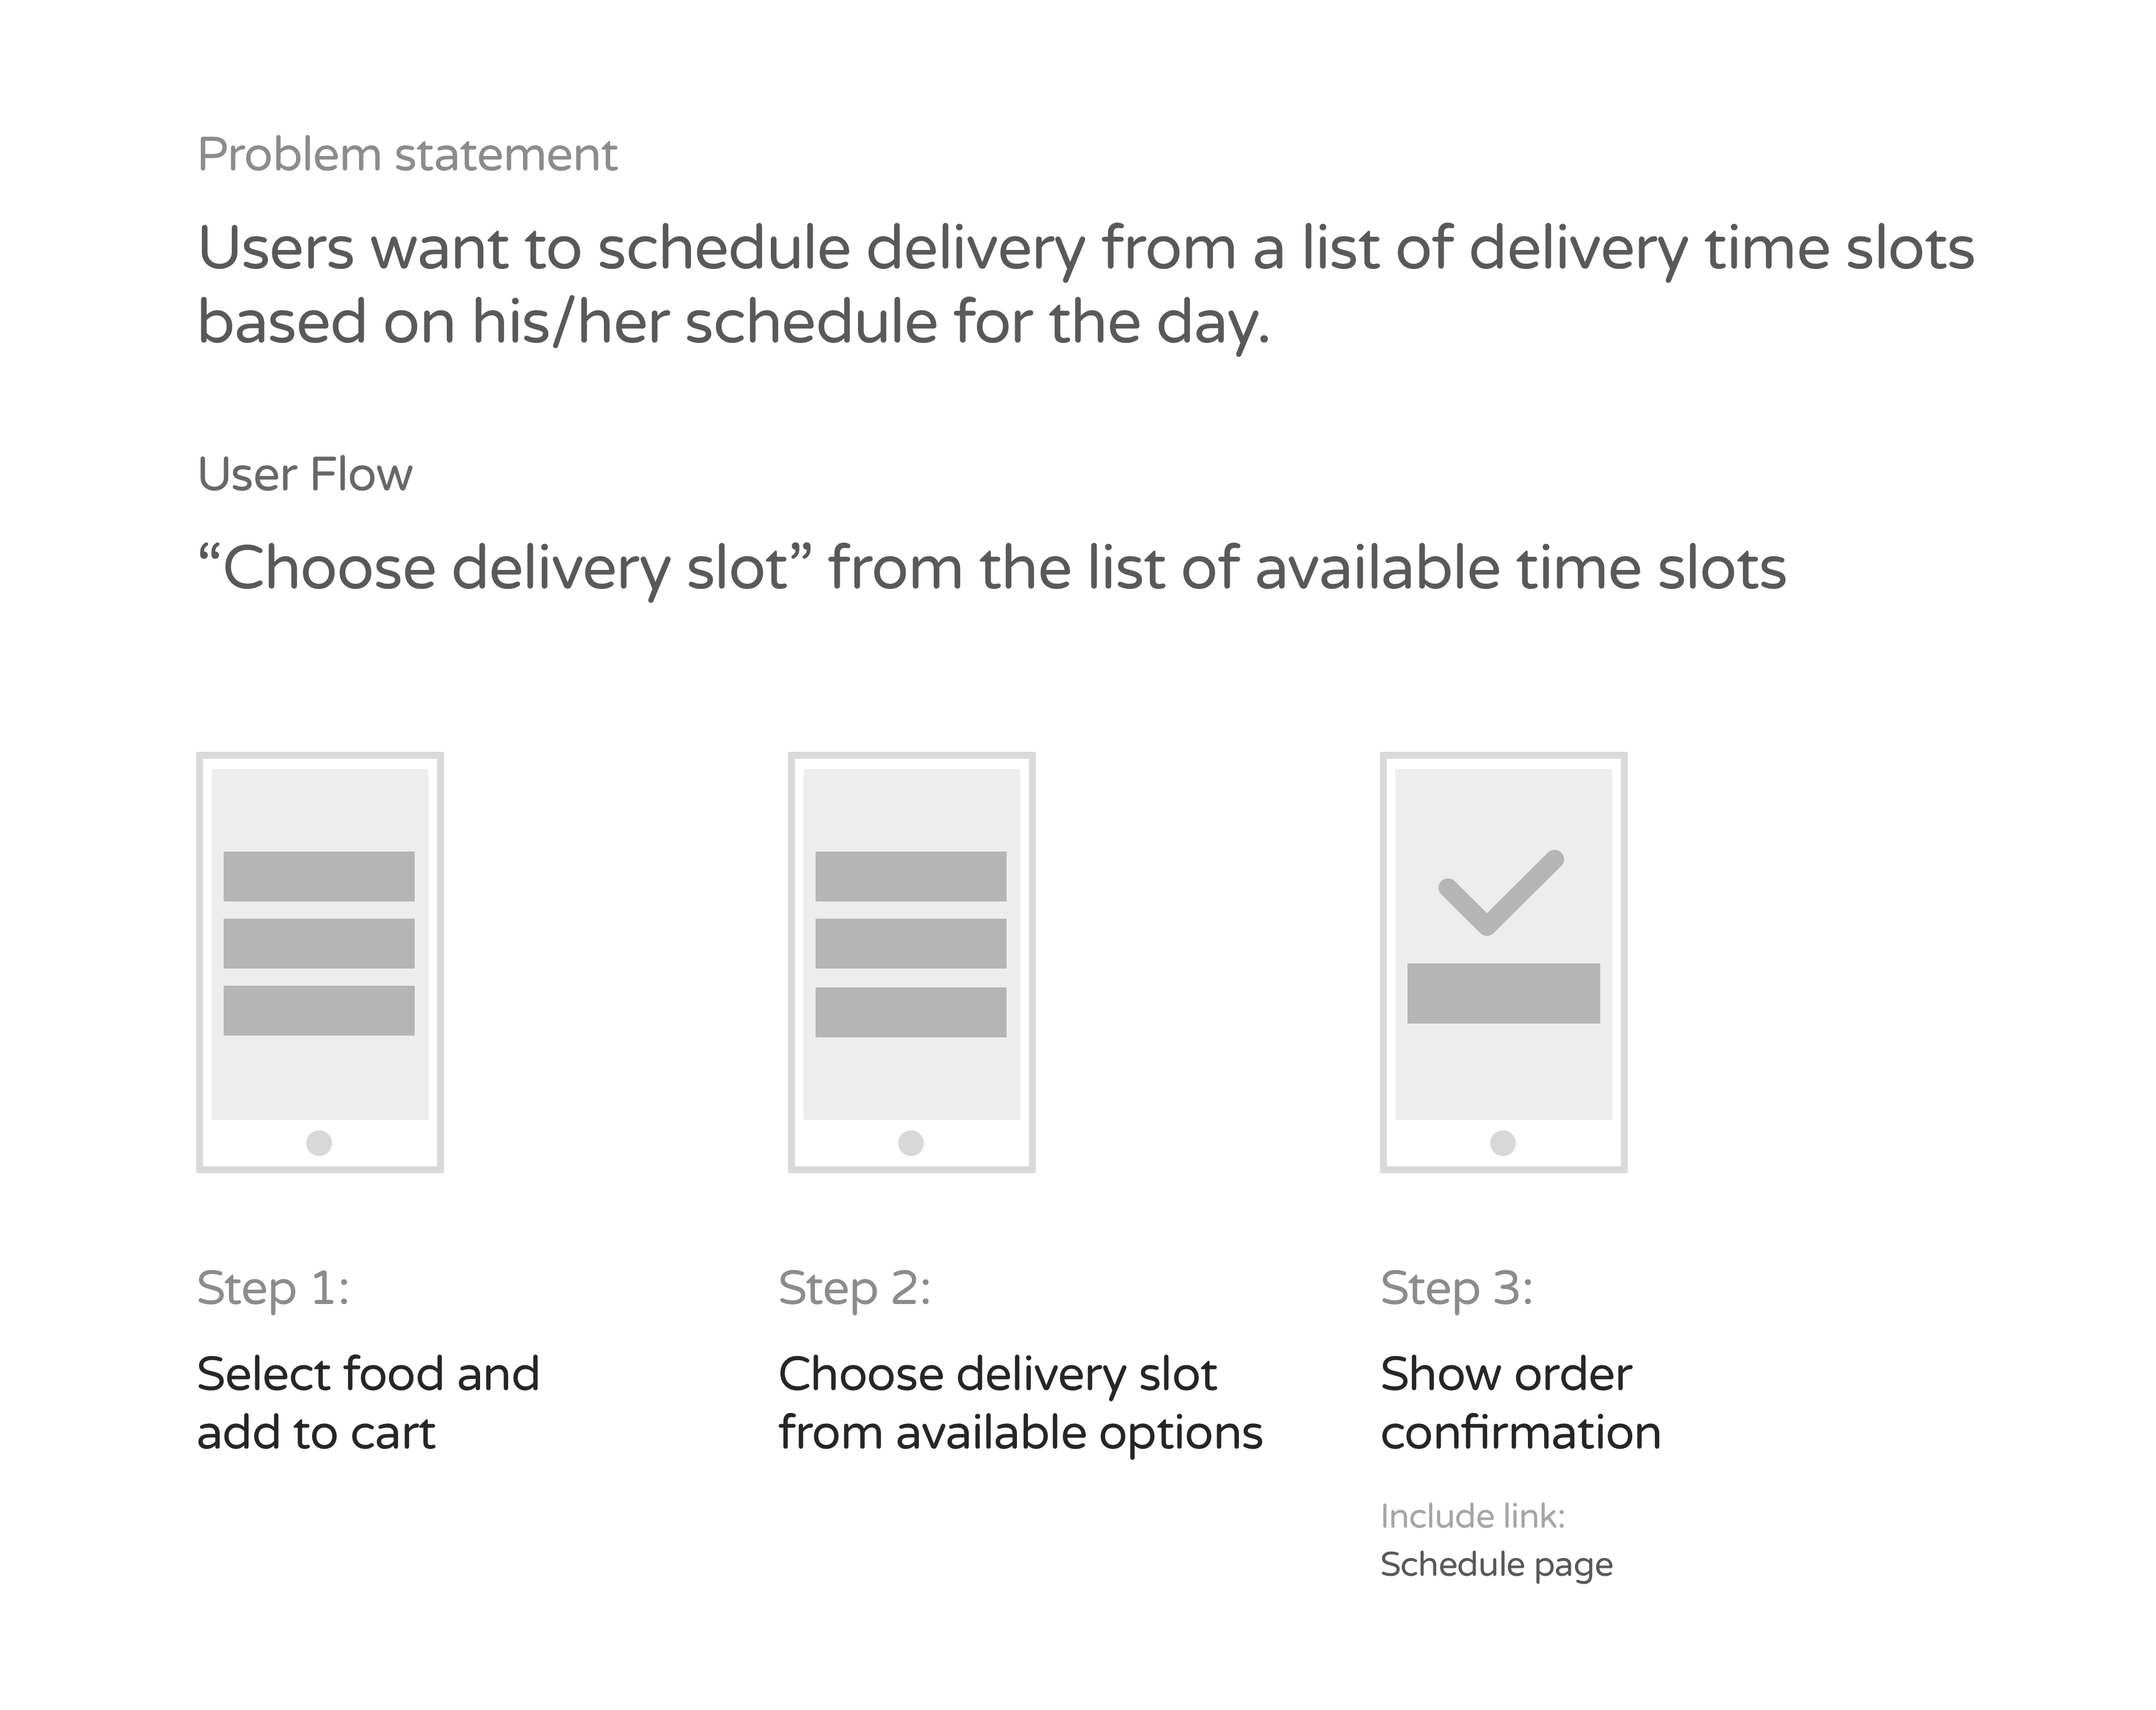 Problem statement
Users want to schedule delivery from a list of delivery time slots
based on his/her schedule for the day.
User Flow
“Choose delivery slot” from the list of available time slots
Step 1:
Select food and
add to cart
Step 2:
Choose delivery slot
from available options
Step 3:
Show order
confirmation
Include link:
Schedule page